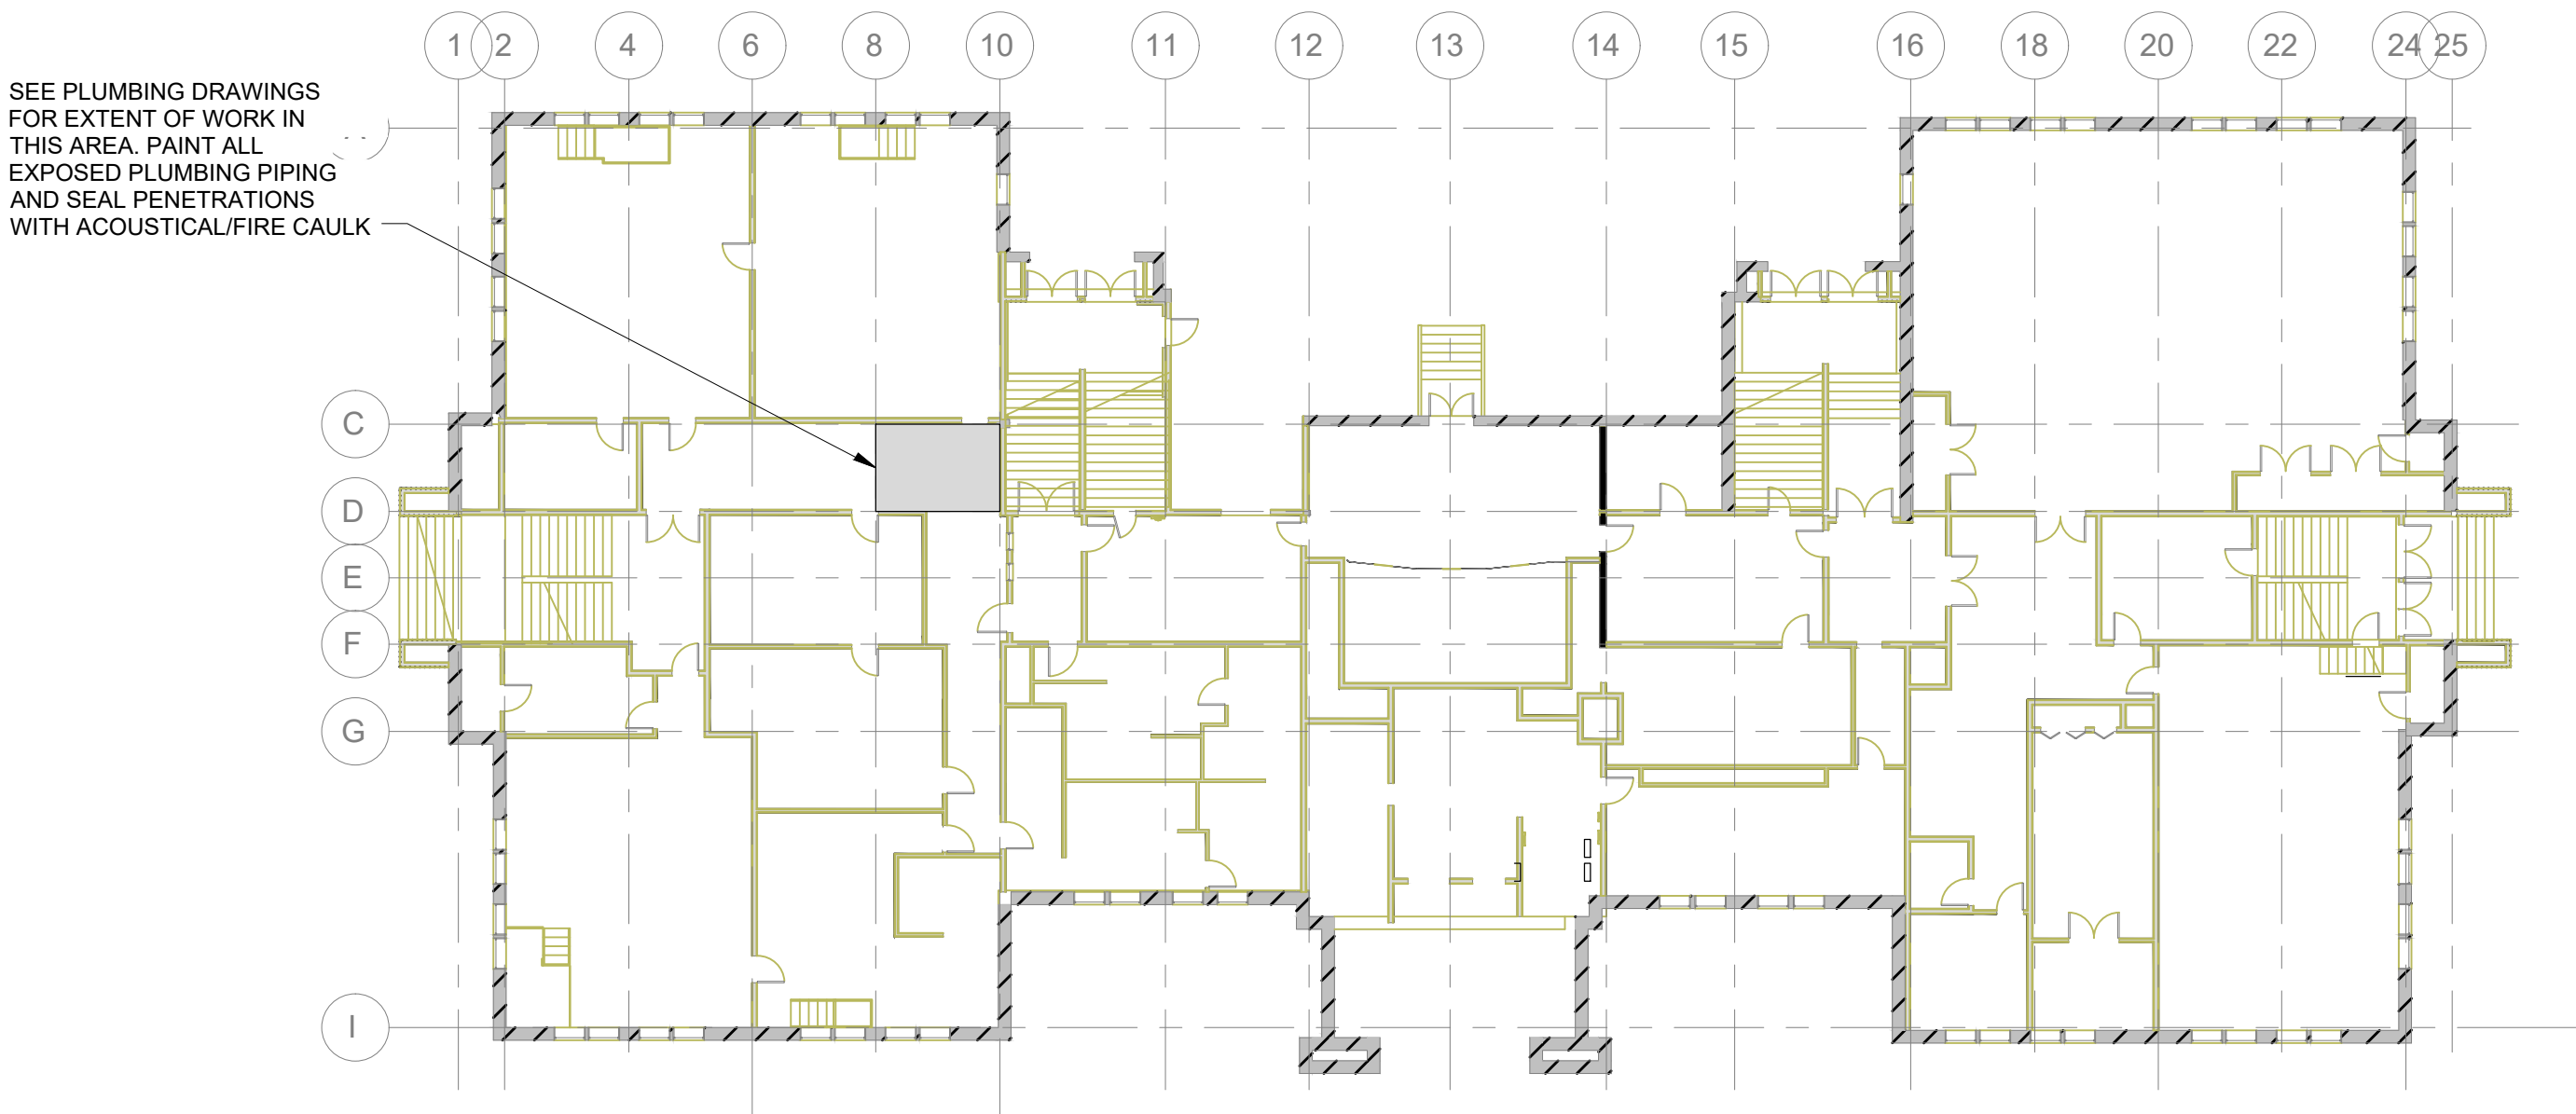 1 2 4 6 8 10 11 12 13 14 15 16 18 20 22 24 25
SEE PLUMBING DRAWINGS
FOR EXTENT OF WORK IN
THIS AREA. PAINT ALL
EXPOSED PLUMBING PIPING
AND SEAL PENETRATIONS
WITH ACOUSTICAL/FIRE CAULK
C
D
E
F
G
I